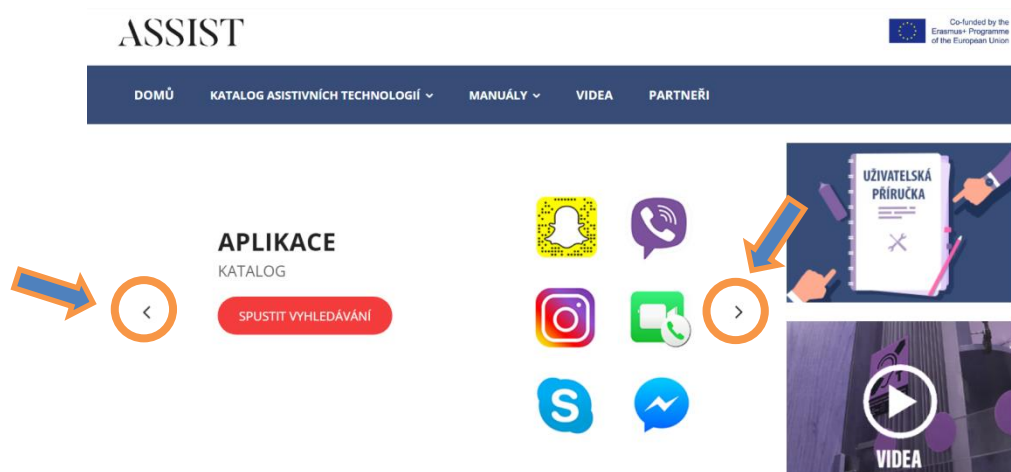 ASSIST
Co-funded by the
Erasmus+ Programme
of the European Union
DOMŮ KATALOG ASISTIVNÍCH TECHNOLOGIÍ MANUÁLY VIDEA PARTNEŘI
APLIKACE
KATALOG
SPUSTIT VYHLEDÁVÁNÍ
UŽIVATELSKÁ
PŘÍRUČKA
VIDEA